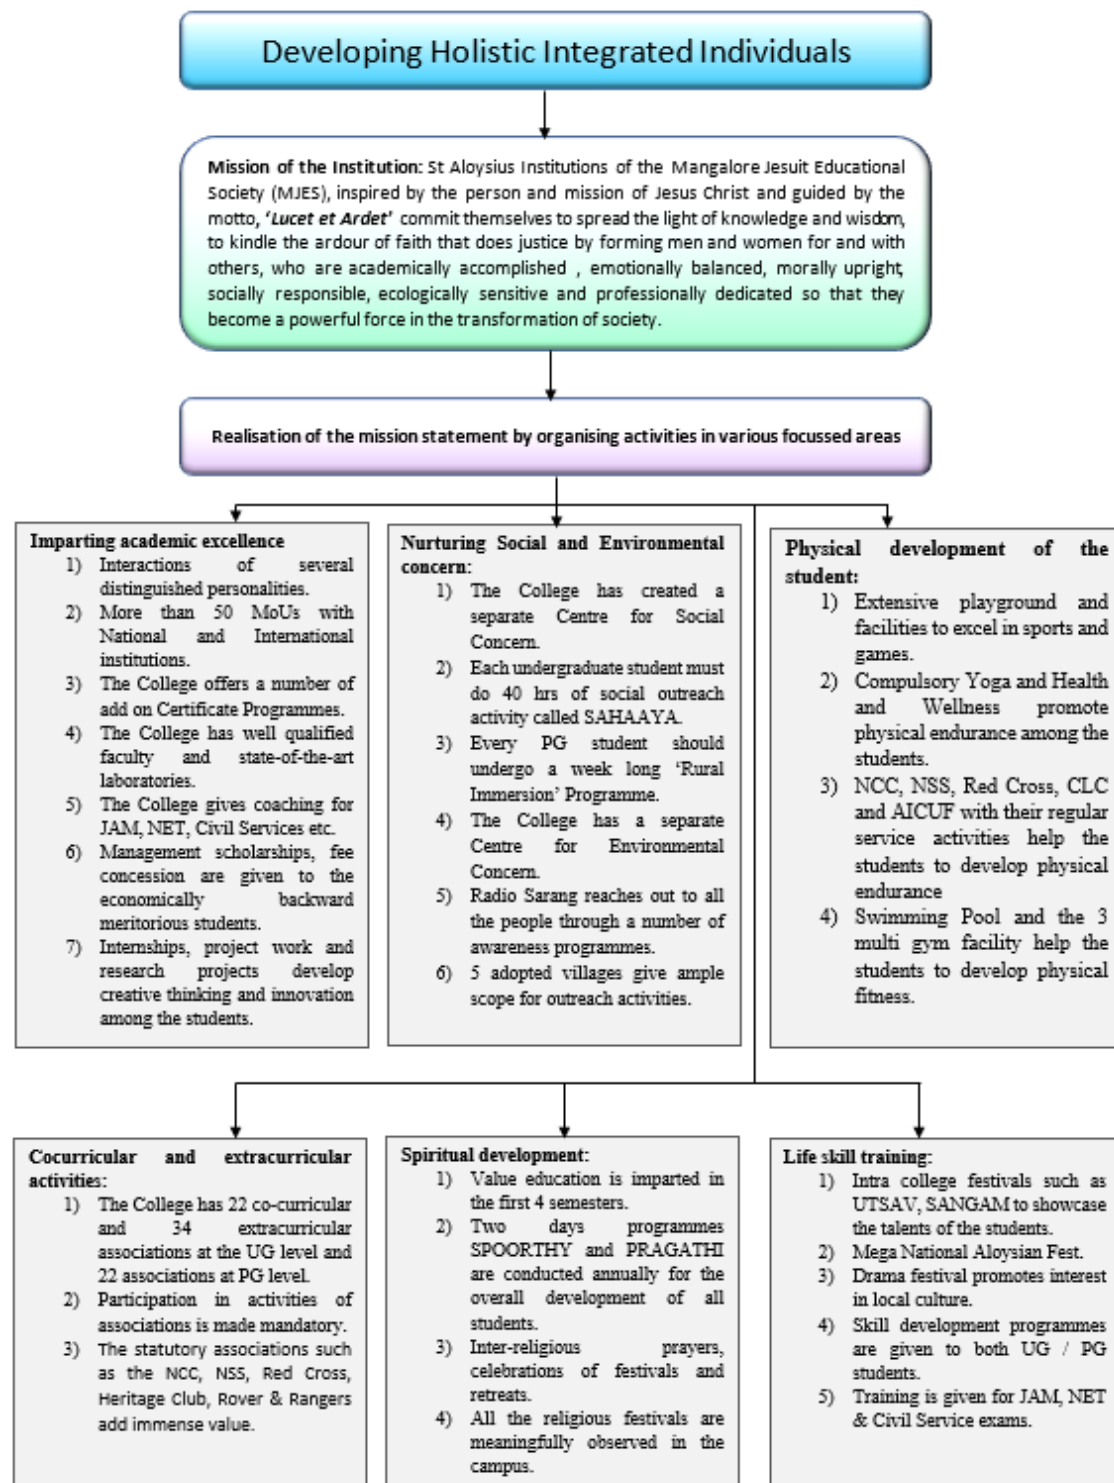 Developing Holistic Integrated Individuals
Mission of the Institution: St Aloysius Institutions of the Mangalore Jesuit Educational
Society (MJES), inspired by the person and mission of Jesus Christ and guided by the
motto, ‘Lucet et Ardet’ commit themselves to spread the light of knowledge and wisdom,
to kindle the ardour of faith that does justice by forming men and women for and with
others, who are academically accomplished , emotionally balanced, morally upright,
socially responsible, ecologically sensitive and professionally dedicated so that they
become a powerful force in the transformation of society.
Realisation of the mission statement by organising activities in various focussed areas
Imparting academic excellence
1) Interactions of several
distinguished personalities.
2) More than 50 MoUs with
National and International
institutions.
3) The College offers a number of
add on Certificate Programmes.
4) The College has well qualified
faculty and state-of-the-art
laboratories.
5) The College gives coaching for
JAM, NET, Civil Services etc.
6) Management scholarships, fee
concession are given to the
economically backward
meritorious students.
7) Internships, project work and
research projects develop
creative thinking and innovation
among the students.
Nurturing Social and Environmental
concern:
1) The College has created a
separate Centre for Social
Concern.
2) Each undergraduate student must
do 40 hrs of social outreach
activity called SAHAAYA.
3) Every PG student should
undergo a week long ‘Rural
Immersion’ Programme.
4) The College has a separate
Centre for Environmental
Concern.
5) Radio Sarang reaches out to all
the people through a number of
awareness programmes.
6) 5 adopted villages give ample
scope for outreach activities.
Physical development of the
student:
1) Extensive playground and
facilities to excel in sports and
games.
2) Compulsory Yoga and Health
and Wellness promote
physical endurance among the
students.
3) NCC, NSS, Red Cross, CLC
and AICUF with their regular
service activities help the
students to develop physical
endurance
4) Swimming Pool and the 3
multi gym facility help the
students to develop physical
fitness.
Cocurricular and extracurricular
activities:
1) The College has 22 co-curricular
and 34 extracurricular
associations at the UG level and
22 associations at PG level.
2) Participation in activities of
associations is made mandatory.
3) The statutory associations such
as the NCC, NSS, Red Cross,
Heritage Club, Rover & Rangers
add immense value.
Spiritual development:
1) Value education is imparted in
the first 4 semesters.
2) Two days programmes
SPOORTHY and PRAGATHI
are conducted annually for the
overall development of all
students.
3) Inter-religious prayers,
celebrations of festivals and
retreats.
4) All the religious festivals are
meaningfully observed in the
campus.
Life skill training:
1) Intra college festivals such as
UTSAV, SANGAM to showcase
the talents of the students.
2) Mega National Aloysian Fest.
3) Drama festival promotes interest
in local culture.
4) Skill development programmes
are given to both UG / PG
students.
5) Training is given for JAM, NET
& Civil Service exams.